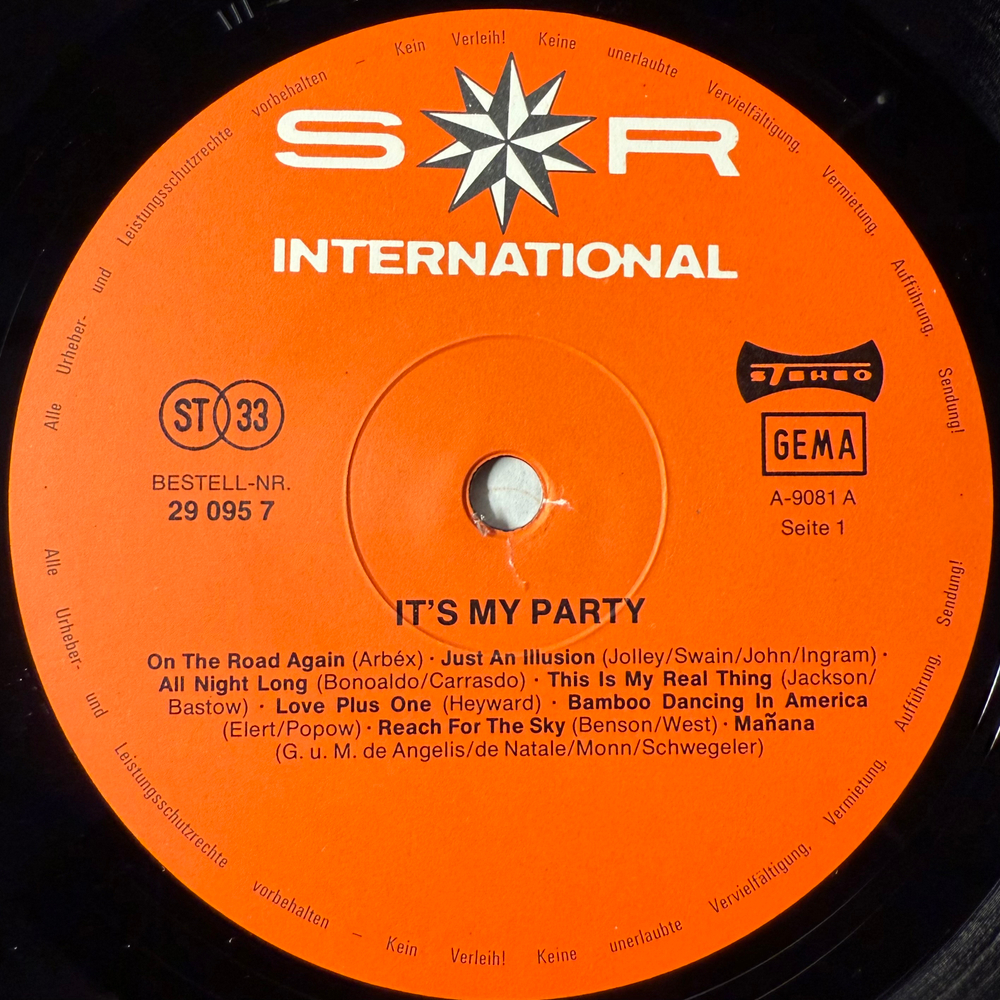 Alle Urheber- und Leistungsschutzrechte vorbehalten – Kein Verleih! Keine unerlaubte Vervielfältigung, Vermietung, Aufführung, Sendung!
S R
INTERNATIONAL
STEREO
ST 33
GEMA
BESTELL-NR.
29 095 7
A-9081 A
Seite 1
IT'S MY PARTY
On The Road Again (Arbéx) · Just An Illusion (Jolley/Swain/John/Ingram) ·
All Night Long (Bonoaldo/Carrasdo) · This Is My Real Thing (Jackson/
Bastow) · Love Plus One (Heyward) · Bamboo Dancing In America
(Elert/Popow) · Reach For The Sky (Benson/West) · Mañana
(G. u. M. de Angelis/de Natale/Monn/Schwegeler)
Alle Urheber- und Leistungsschutzrechte vorbehalten – Kein Verleih! Keine unerlaubte Vervielfältigung, Vermietung, Aufführung, Sendung!